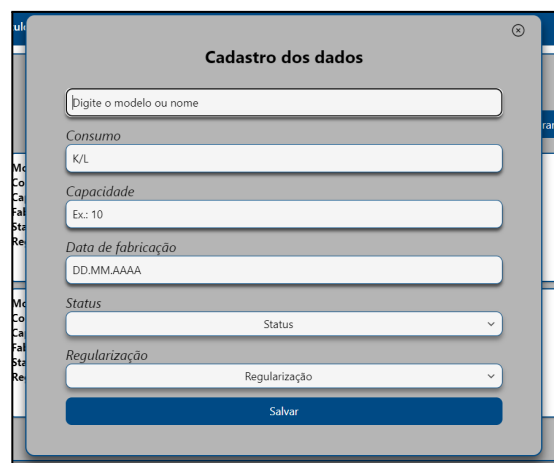 Cadastro dos dados
Digite o modelo ou nome
Consumo
K/L
Capacidade
Ex.: 10
Data de fabricação
DD.MM.AAAA
Status
Status
Regularização
Regularização
Salvar